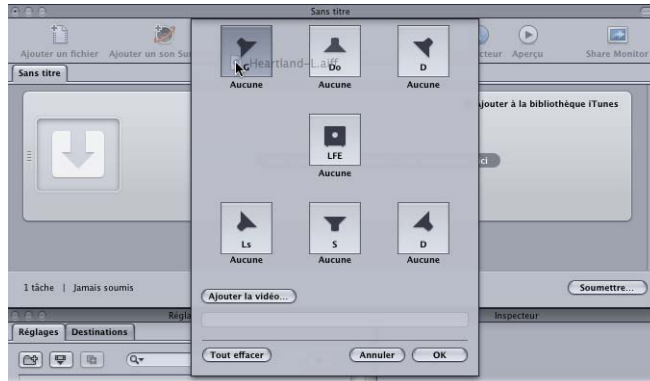 Sans titre
Ajouter un fichier Ajouter un son Su
cteur Aperçu Share Monitor
Sans titre
G Do D
Heartland-L.aiff
Aucune Aucune Aucune
Ajouter à la bibliothèque iTunes
LFE
ici
Aucune
Ls S D
Aucune Aucune Aucune
1 tâche | Jamais soumis
Ajouter la vidéo...
Soumettre...
Régla
Inspecteur
Réglages Destinations
Tout effacer Annuler OK